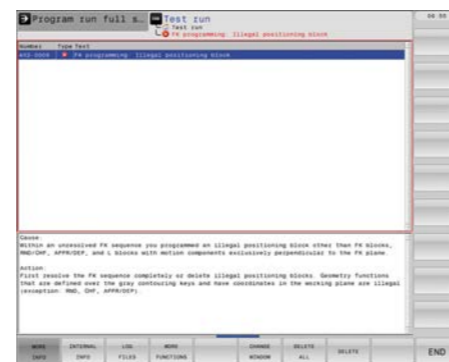 Program run full s...
Test run
Test run
FK programming: Illegal positioning block
06:50
Number Type Text
FK programming: Illegal positioning block
Cause:
Within an unresolved FK sequence you programmed an illegal positioning block other than FK blocks,
RND/CHF, APPR/DEP, and L blocks with motion components exclusively perpendicular to the FK plane.
Action:
First resolve the FK sequence completely or delete illegal positioning blocks. Geometry functions
that are defined over the gray contouring keys and have coordinates in the working plane are illegal
(exception: RND, CHF, APPR/DEP).
MORE INTERNAL LOG MORE CHANGE DELETE DELETE
INFO INFO FILES FUNCTIONS WINDOW ALL END